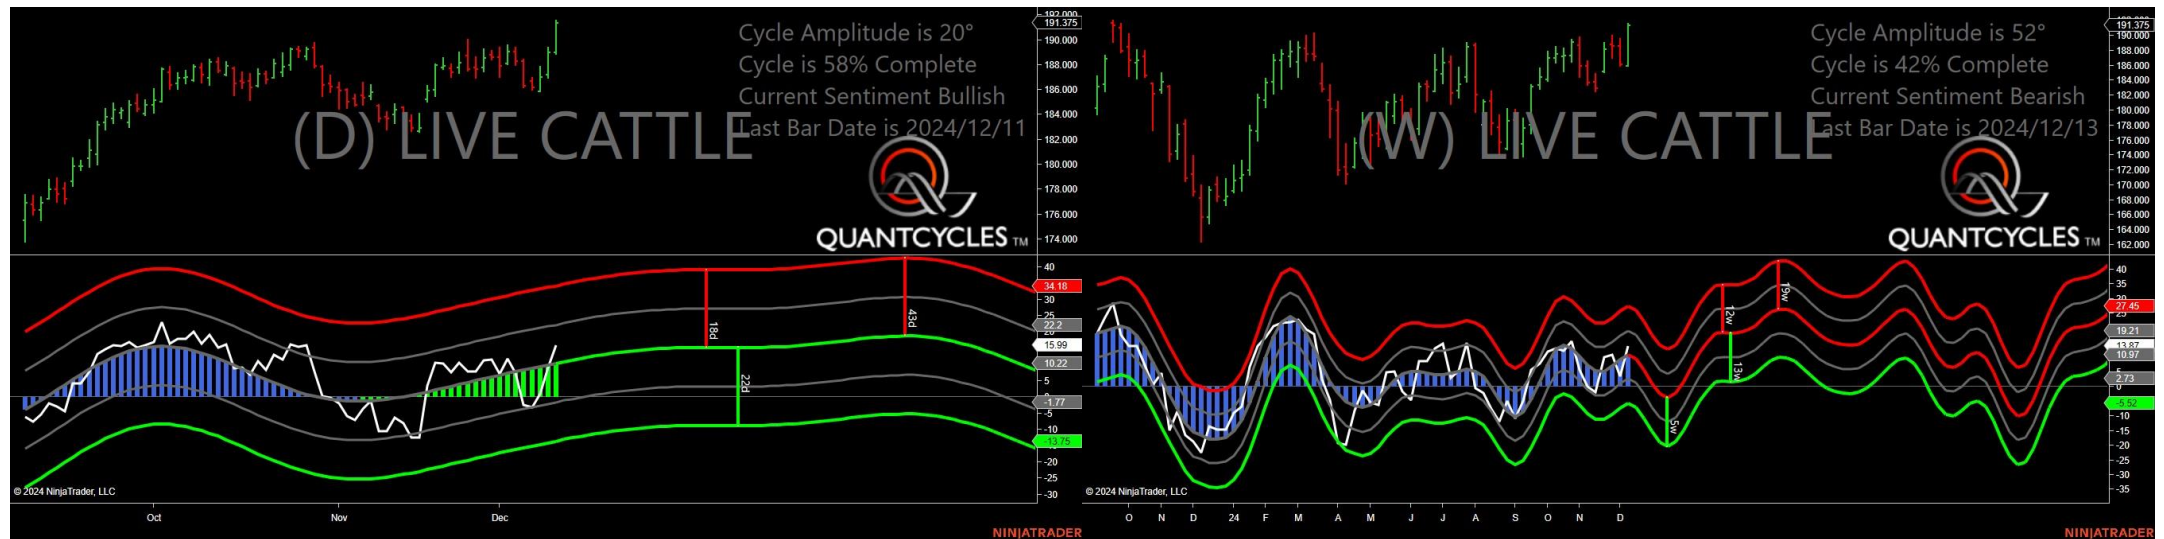 192.000
191.375
190.000
188.000
186.000
184.000
182.000
180.000
178.000
176.000
174.000
Cycle Amplitude is 20°
Cycle is 58% Complete
Current Sentiment Bullish
Last Bar Date is 2024/12/11
(D) LIVE CATTLE
QUANTCYCLES TM
40
34.18
30
22.2
15.99
10.22
5
-1.77
-5
-10
-13.75
-20
-25
-30
18d
43d
22d
© 2024 NinjaTrader, LLC
Oct Nov Dec
NINJATRADER
191.375
190.000
188.000
186.000
184.000
182.000
180.000
178.000
176.000
174.000
172.000
170.000
168.000
166.000
164.000
162.000
Cycle Amplitude is 52°
Cycle is 42% Complete
Current Sentiment Bearish
Last Bar Date is 2024/12/13
(W) LIVE CATTLE
QUANTCYCLES TM
40
35
27.45
19.21
13.87
10.97
2.73
-5.52
-10
-15
-20
-25
-30
-35
12w
19w
13w
5w
© 2024 NinjaTrader, LLC
O N D 24 F M A M J J A S O N D
NINJATRADER